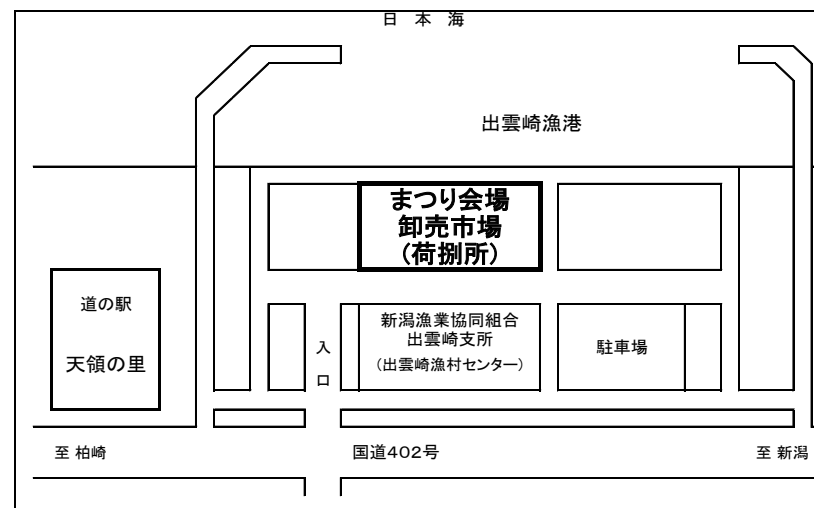 日 本 海
出雲崎漁港
まつり会場
卸売市場
（荷捌所）
道の駅
天領の里
入
口
新潟漁業協同組合
出雲崎支所
（出雲崎漁村センター）
駐車場
至 柏崎
国道402号
至 新潟